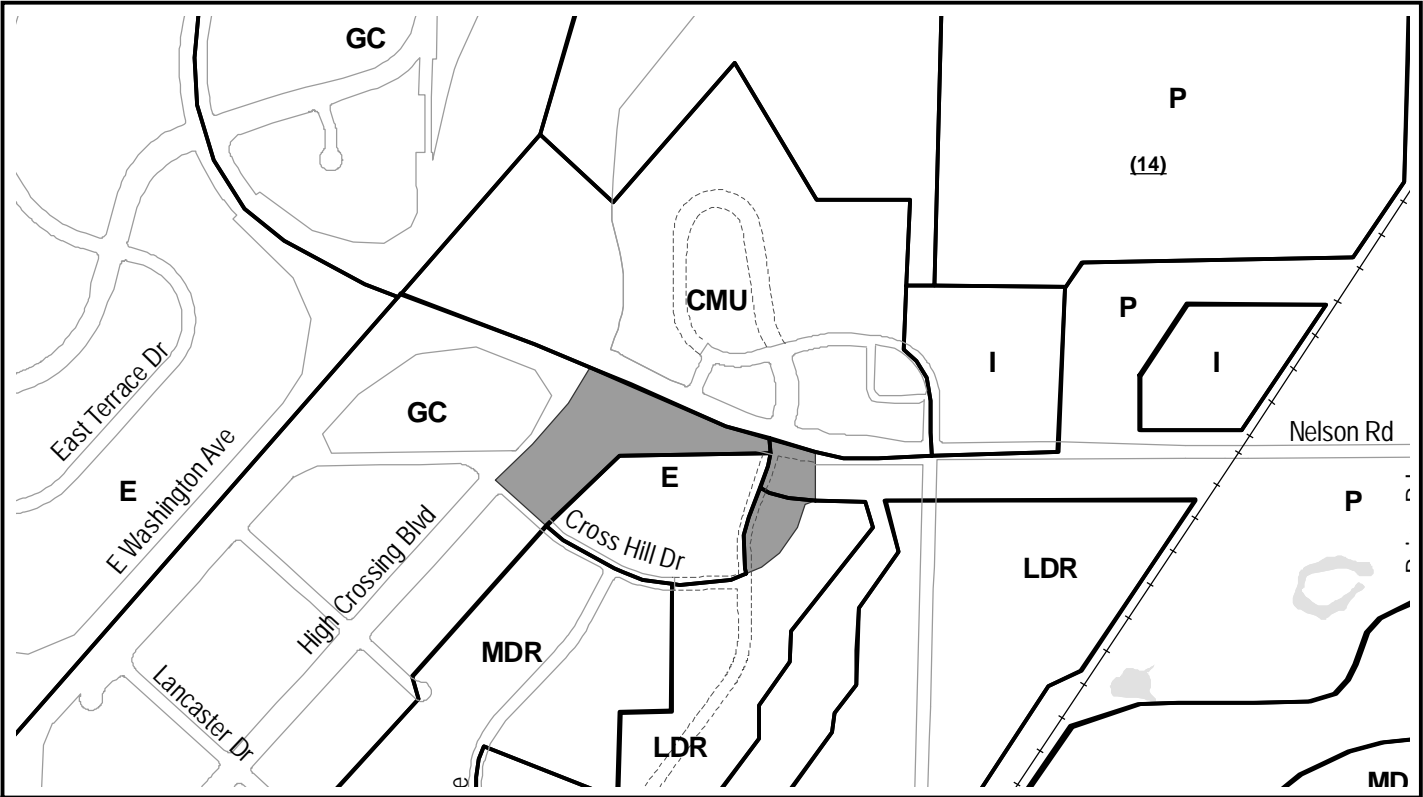 GC
P
(14)
CMU
P
I
I
East Terrace Dr
GC
Nelson Rd
E
E
E Washington Ave
P
Cross Hill Dr
High Crossing Blvd
LDR
MDR
Lancaster Dr
LDR
e
MD